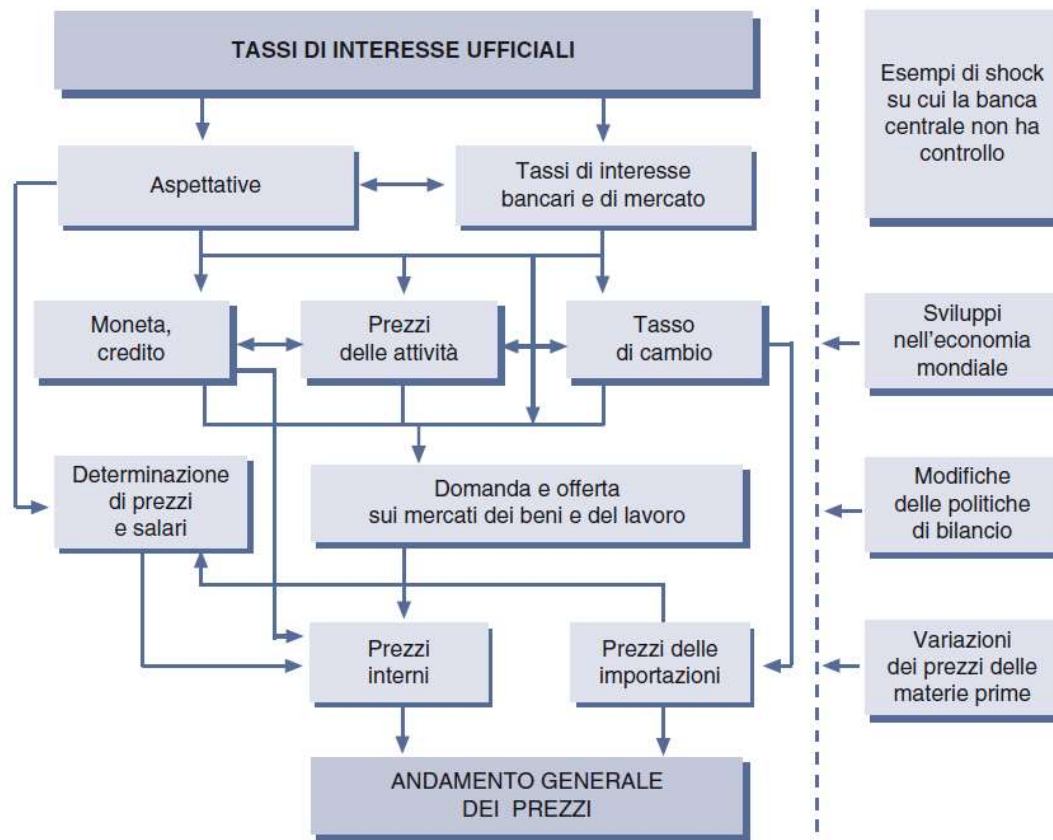 TASSI DI INTERESSE UFFICIALI
Esempi di shock
su cui la banca
centrale non ha
controllo
Aspettative
Tassi di interesse
bancari e di mercato
Moneta,
credito
Prezzi
delle attività
Tasso
di cambio
Sviluppi
nell'economia
mondiale
Determinazione
di prezzi
e salari
Domanda e offerta
sui mercati dei beni e del lavoro
Modifiche
delle politiche
di bilancio
Prezzi
interni
Prezzi delle
importazioni
Variazioni
dei prezzi delle
materie prime
ANDAMENTO GENERALE
DEI PREZZI